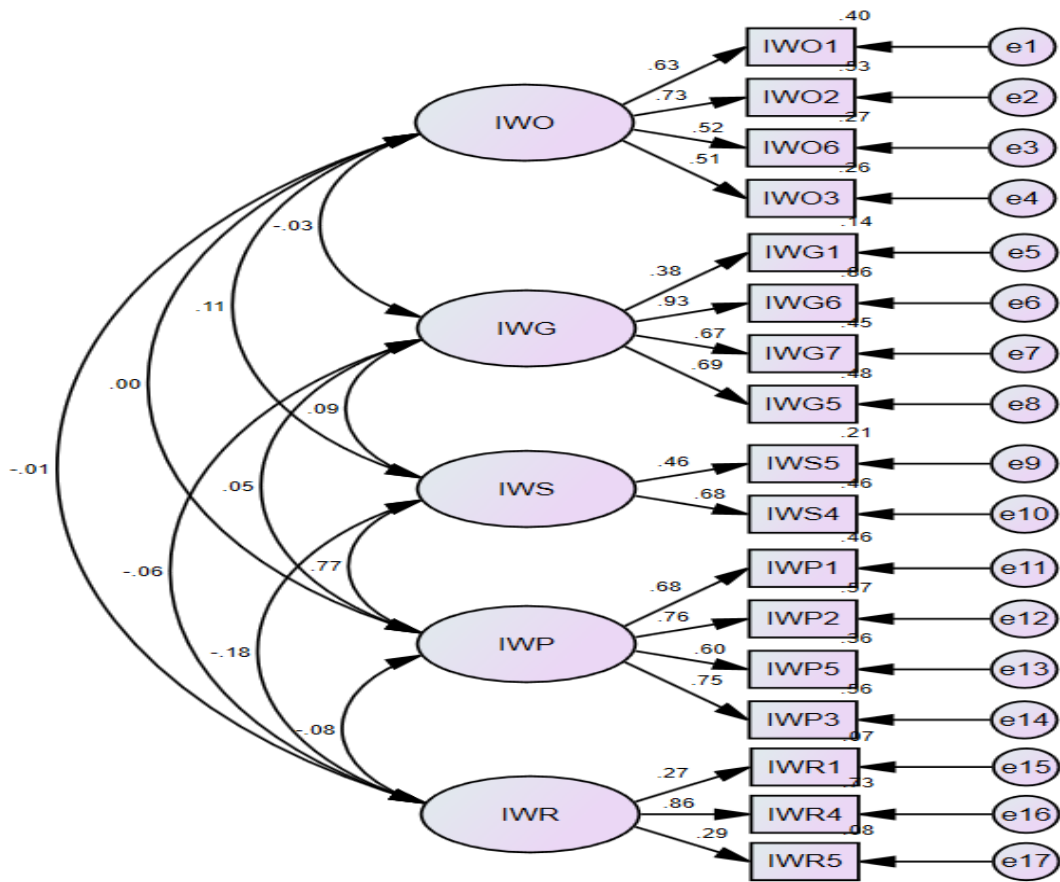 .40
IWO1
e1
.63
.53
IWO2
e2
.73
IWO
.27
IWO6
e3
.52
.26
IWO3
e4
.51
-.03
.14
IWG1
e5
.38
.86
IWG6
e6
.93
.11
IWG
.45
IWG7
e7
.67
.48
IWG5
e8
.69
.00
.09
.21
IWS5
e9
.46
-.01
.05
IWS
.46
IWS4
e10
.68
.46
IWP1
e11
.68
-.06
.77
.57
IWP2
e12
.76
IWP
.36
IWP5
e13
.60
-.18
.56
IWP3
e14
.75
-.08
.07
IWR1
e15
.27
.73
IWR4
e16
.86
IWR
.08
IWR5
e17
.29